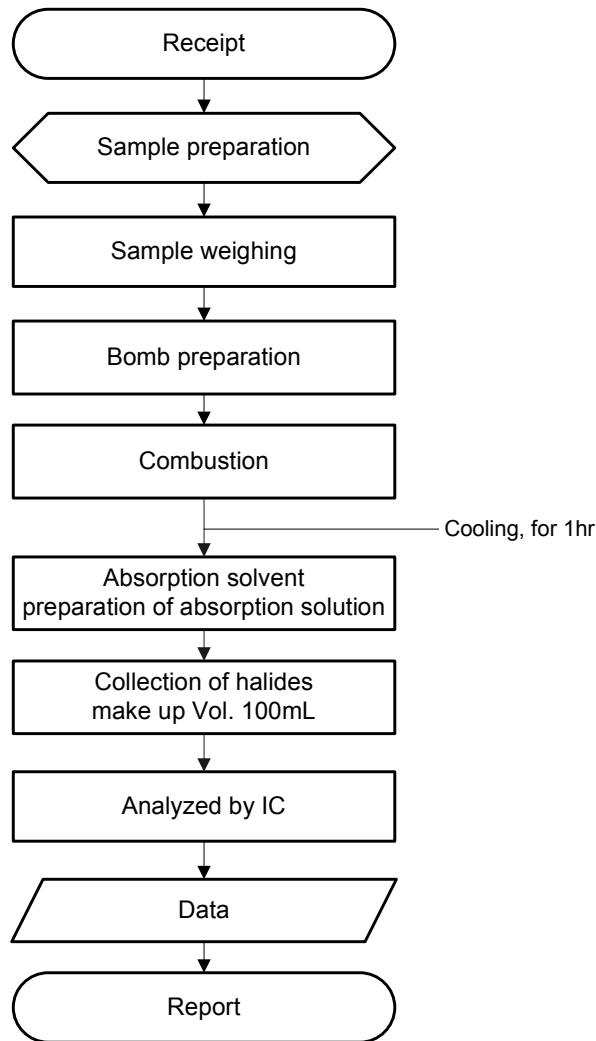 Receipt
Sample preparation
Sample weighing
Bomb preparation
Combustion
Cooling, for 1hr
Absorption solvent
preparation of absorption solution
Collection of halides
make up Vol. 100mL
Analyzed by IC
Data
Report